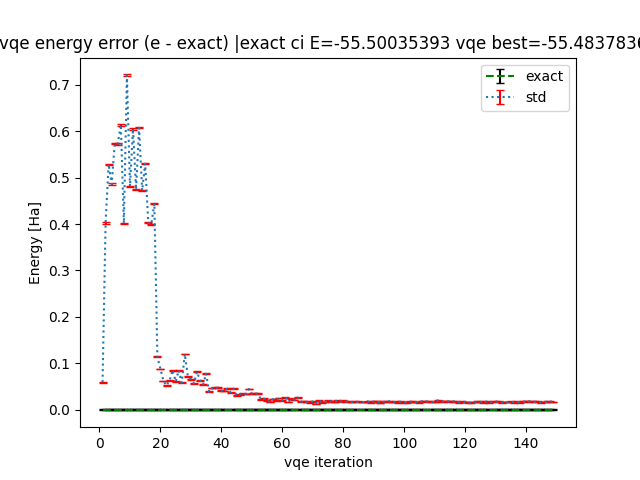 vqe energy error (e - exact) |exact ci E=-55.50035393 vqe best=-55.4837836
exact
std
Energy [Ha]
0.7
0.6
0.5
0.4
0.3
0.2
0.1
0.0
0 20 40 60 80 100 120 140
vqe iteration